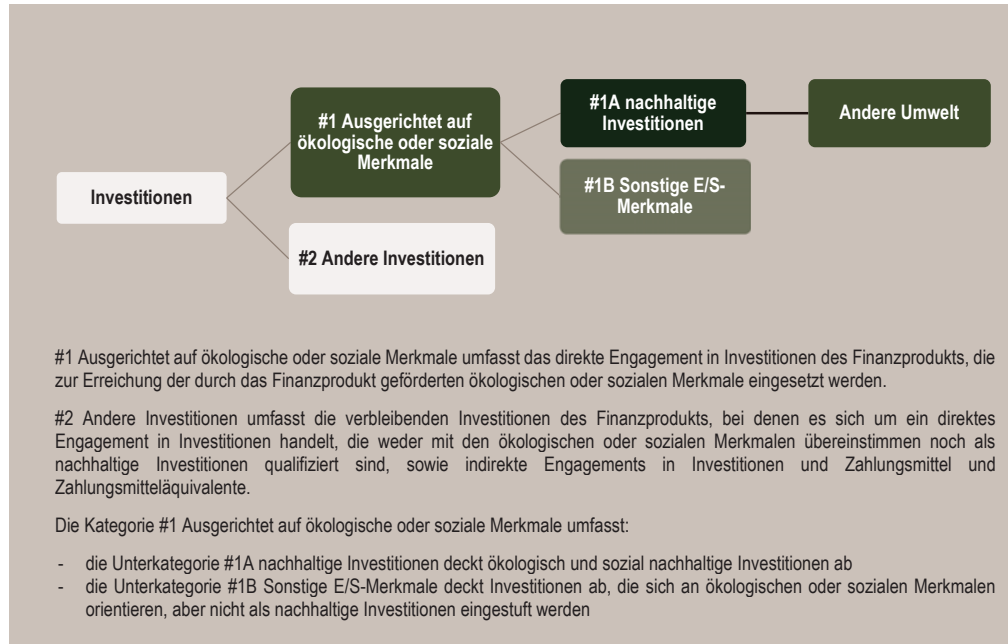 #1 Ausgerichtet auf
ökologische oder soziale
Merkmale
#1A nachhaltige
Investitionen
Andere Umwelt
#1B Sonstige E/S-
Merkmale
Investitionen
#2 Andere Investitionen
#1 Ausgerichtet auf ökologische oder soziale Merkmale umfasst das direkte Engagement in Investitionen des Finanzprodukts, die
zur Erreichung der durch das Finanzprodukt geförderten ökologischen oder sozialen Merkmale eingesetzt werden.
#2 Andere Investitionen umfasst die verbleibenden Investitionen des Finanzprodukts, bei denen es sich um ein direktes
Engagement in Investitionen handelt, die weder mit den ökologischen oder sozialen Merkmalen übereinstimmen noch als
nachhaltige Investitionen qualifiziert sind, sowie indirekte Engagements in Investitionen und Zahlungsmittel und
Zahlungsmitteläquivalente.
Die Kategorie #1 Ausgerichtet auf ökologische oder soziale Merkmale umfasst:
- die Unterkategorie #1A nachhaltige Investitionen deckt ökologisch und sozial nachhaltige Investitionen ab
- die Unterkategorie #1B Sonstige E/S-Merkmale deckt Investitionen ab, die sich an ökologischen oder sozialen Merkmalen
orientieren, aber nicht als nachhaltige Investitionen eingestuft werden